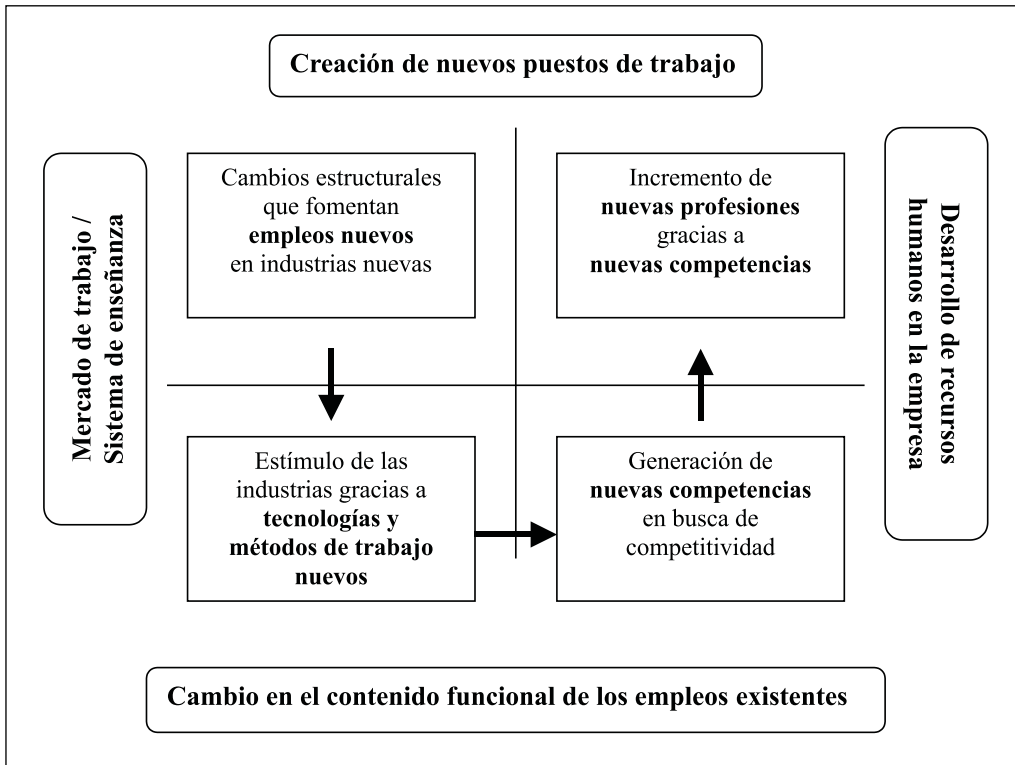 Creación de nuevos puestos de trabajo
Mercado de trabajo /
Sistema de enseñanza
Cambios estructurales
que fomentan
empleos nuevos
en industrias nuevas
Incremento de
nuevas profesiones
gracias a
nuevas competencias
Desarrollo de recursos
humanos en la empresa
Estímulo de las
industrias gracias a
tecnologías y
métodos de trabajo
nuevos
Generación de
nuevas competencias
en busca de
competitividad
Cambio en el contenido funcional de los empleos existentes